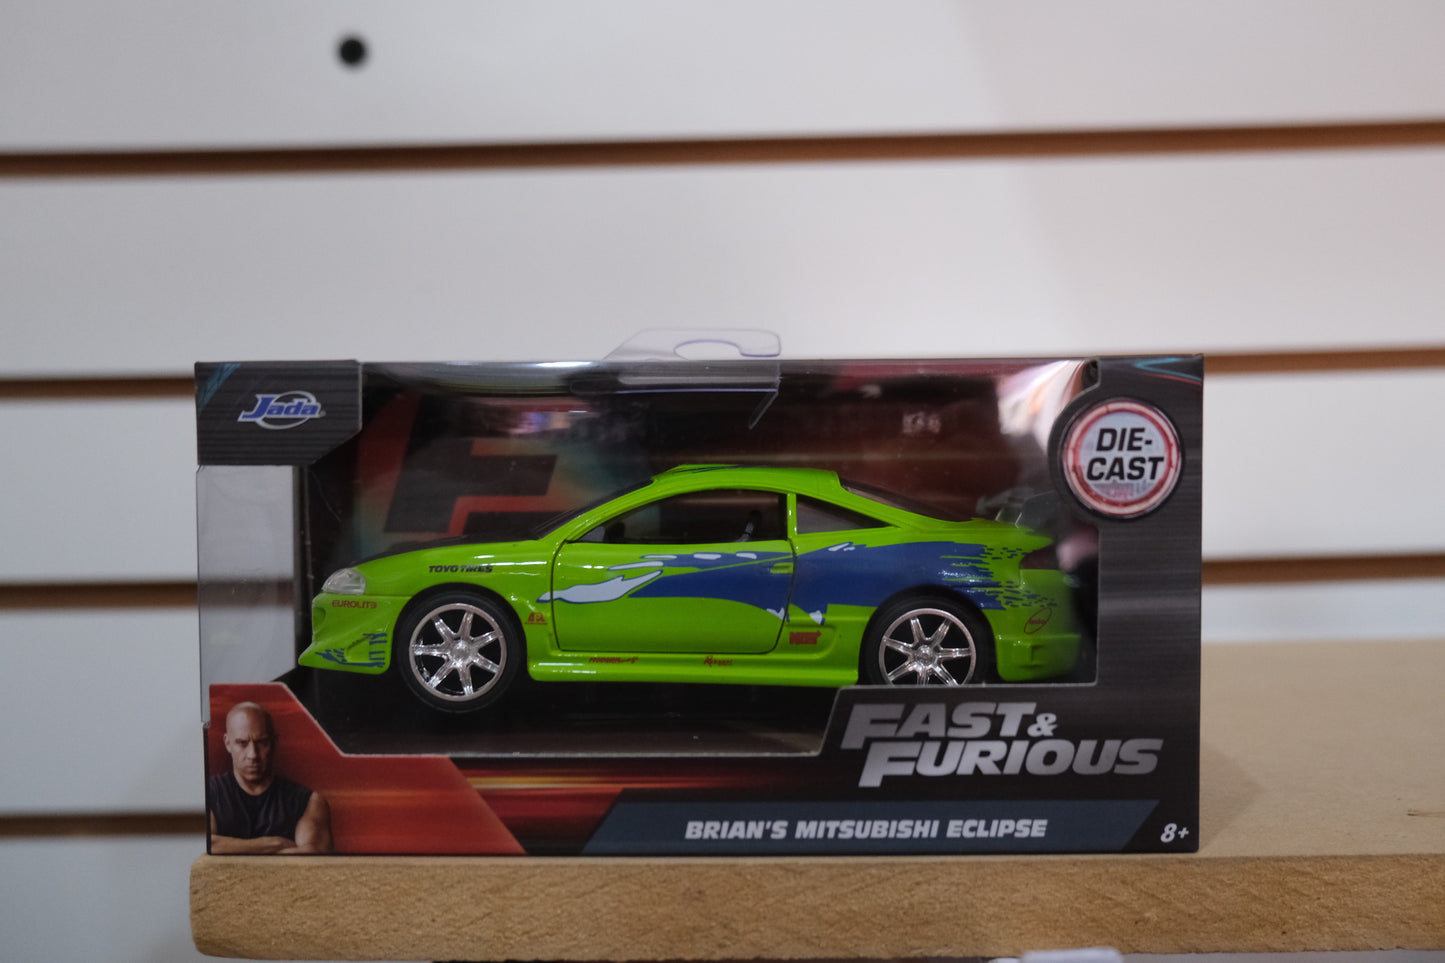 Jada
DIE-
CAST
TOYO TIRES
EUROLITE
FAST &
FURIOUS
BRIAN'S MITSUBISHI ECLIPSE
8+